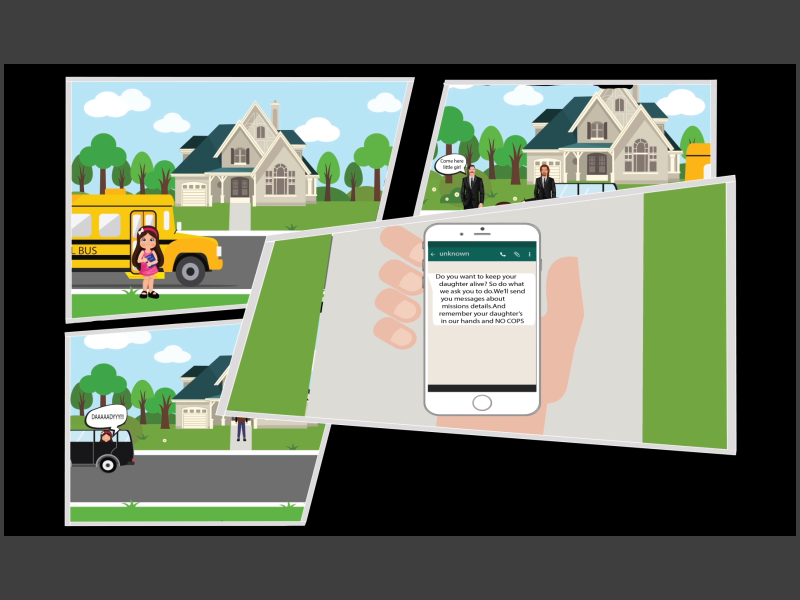 L BUS
Come here
little girl
DAAAAADYYY!!!
unknown
Do you want to keep your
daughter alive? So do what
we ask you to do.We'll send
you messages about
missions details.And
remember your daughter's
in our hands and NO COPS